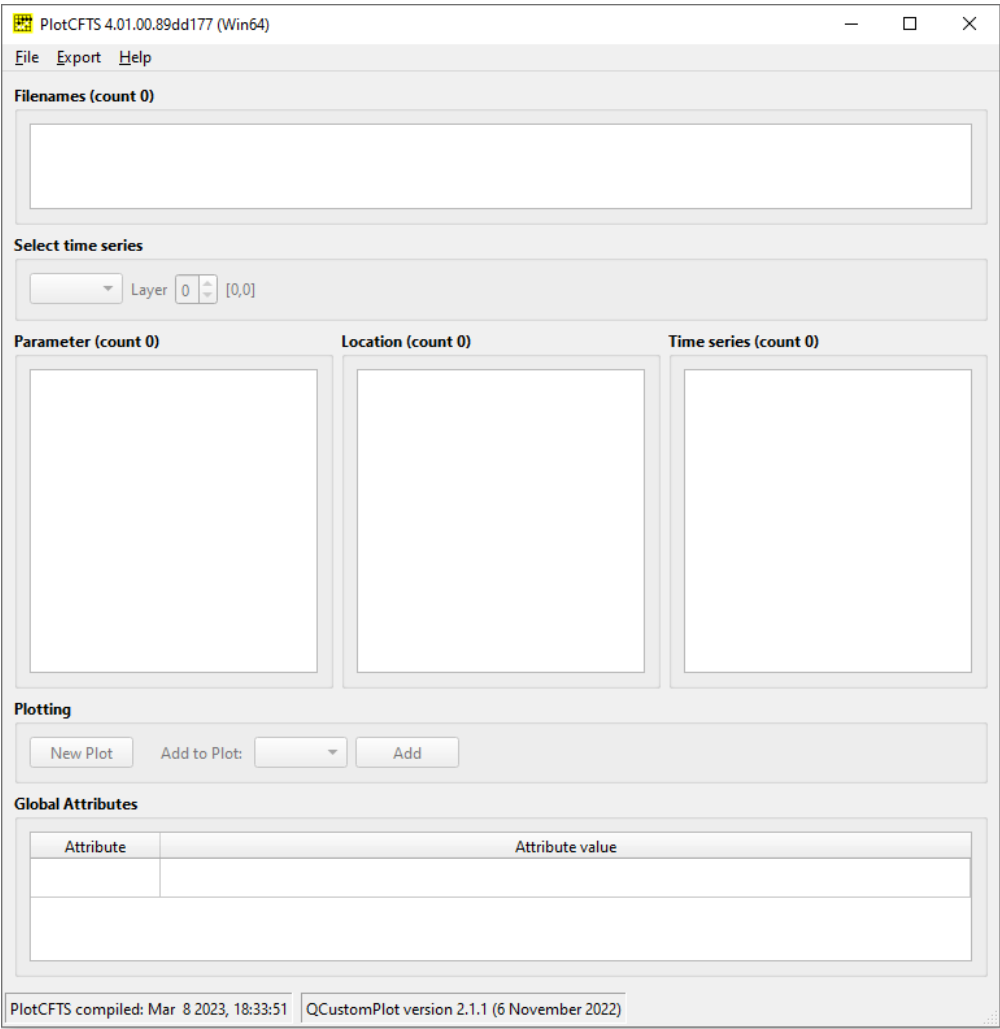 PlotCFTS 4.01.00.89dd177 (Win64)
File Export Help
Filenames (count 0)
Select time series
Layer 0 [0,0]
Parameter (count 0) Location (count 0) Time series (count 0)
Plotting
New Plot Add to Plot: Add
Global Attributes
Attribute Attribute value
PlotCFTS compiled: Mar  8 2023, 18:33:51 QCustomPlot version 2.1.1 (6 November 2022)